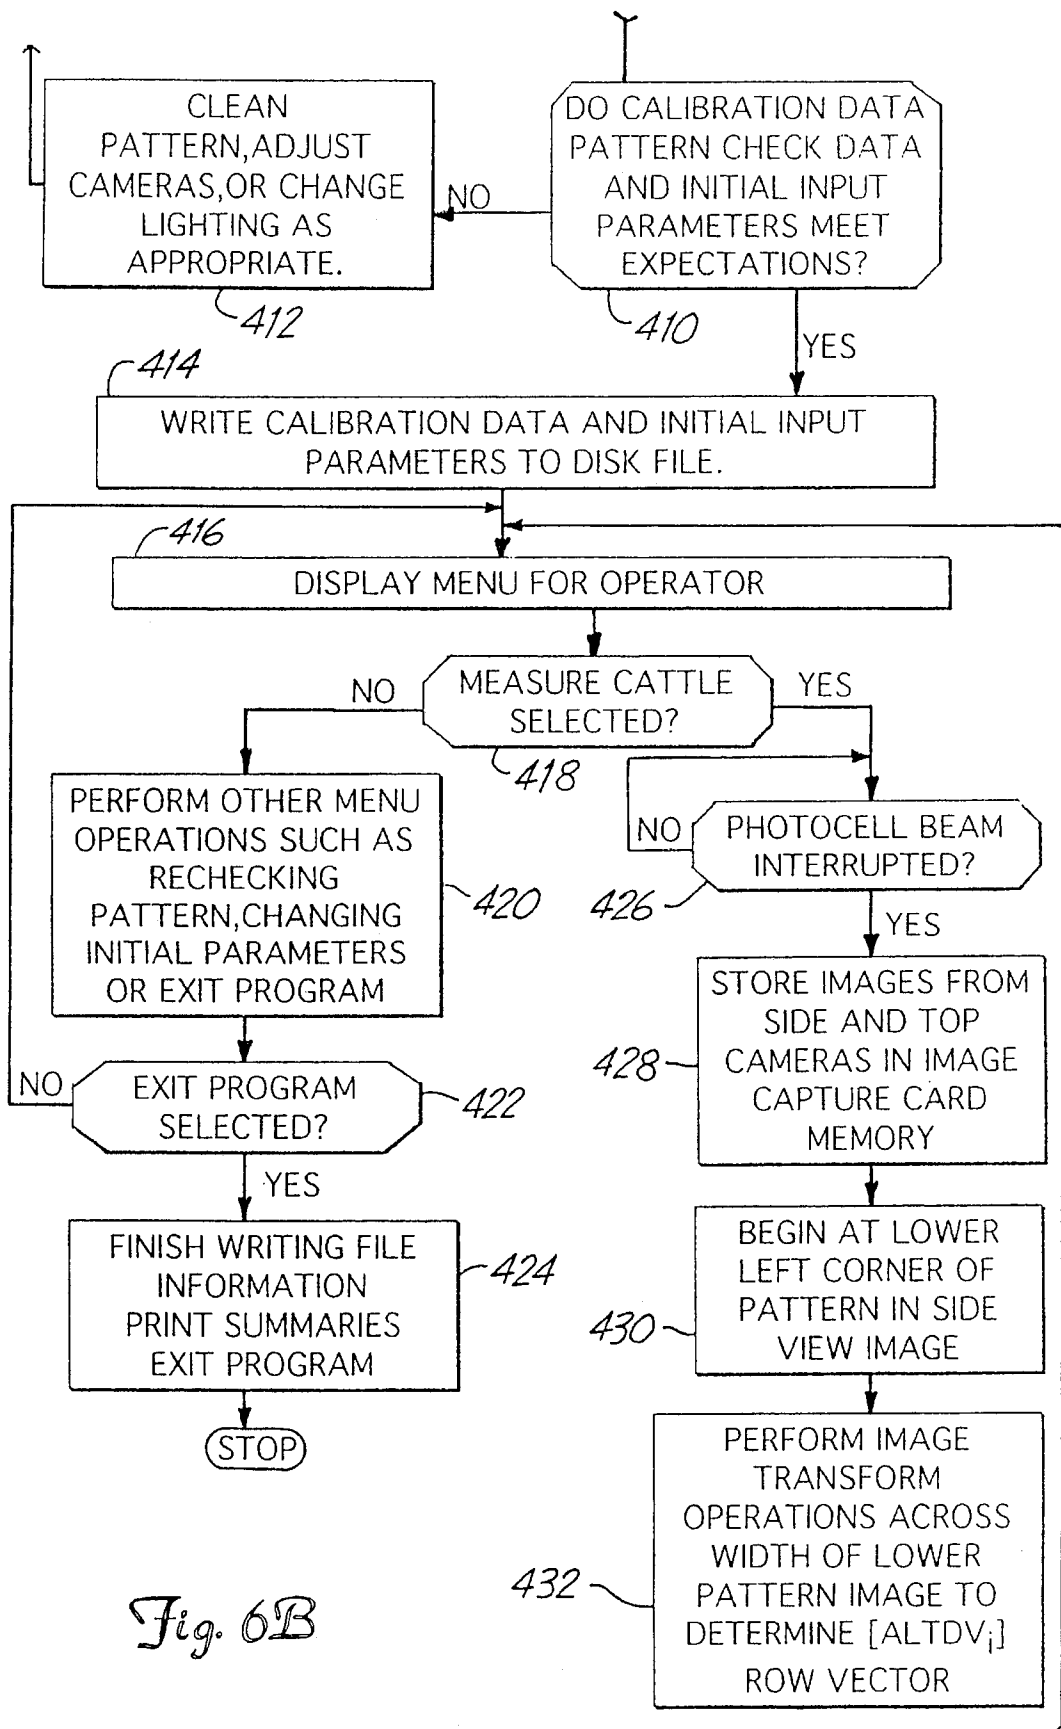 CLEAN
PATTERN,ADJUST
CAMERAS,OR CHANGE
LIGHTING AS
APPROPRIATE.
412
NO
DO CALIBRATION DATA
PATTERN CHECK DATA
AND INITIAL INPUT
PARAMETERS MEET
EXPECTATIONS?
410
YES
414
WRITE CALIBRATION DATA AND INITIAL INPUT
PARAMETERS TO DISK FILE.
416
DISPLAY MENU FOR OPERATOR
NO
MEASURE CATTLE
SELECTED?
YES
418
PERFORM OTHER MENU
OPERATIONS SUCH AS
RECHECKING
PATTERN,CHANGING
INITIAL PARAMETERS
OR EXIT PROGRAM
420
NO
PHOTOCELL BEAM
INTERRUPTED?
426
YES
STORE IMAGES FROM
SIDE AND TOP
CAMERAS IN IMAGE
CAPTURE CARD
MEMORY
428
NO
EXIT PROGRAM
SELECTED?
422
YES
FINISH WRITING FILE
INFORMATION
PRINT SUMMARIES
EXIT PROGRAM
424
STOP
BEGIN AT LOWER
LEFT CORNER OF
PATTERN IN SIDE
VIEW IMAGE
430
PERFORM IMAGE
TRANSFORM
OPERATIONS ACROSS
WIDTH OF LOWER
PATTERN IMAGE TO
DETERMINE [ALTDVi]
ROW VECTOR
432
Fig. 6B